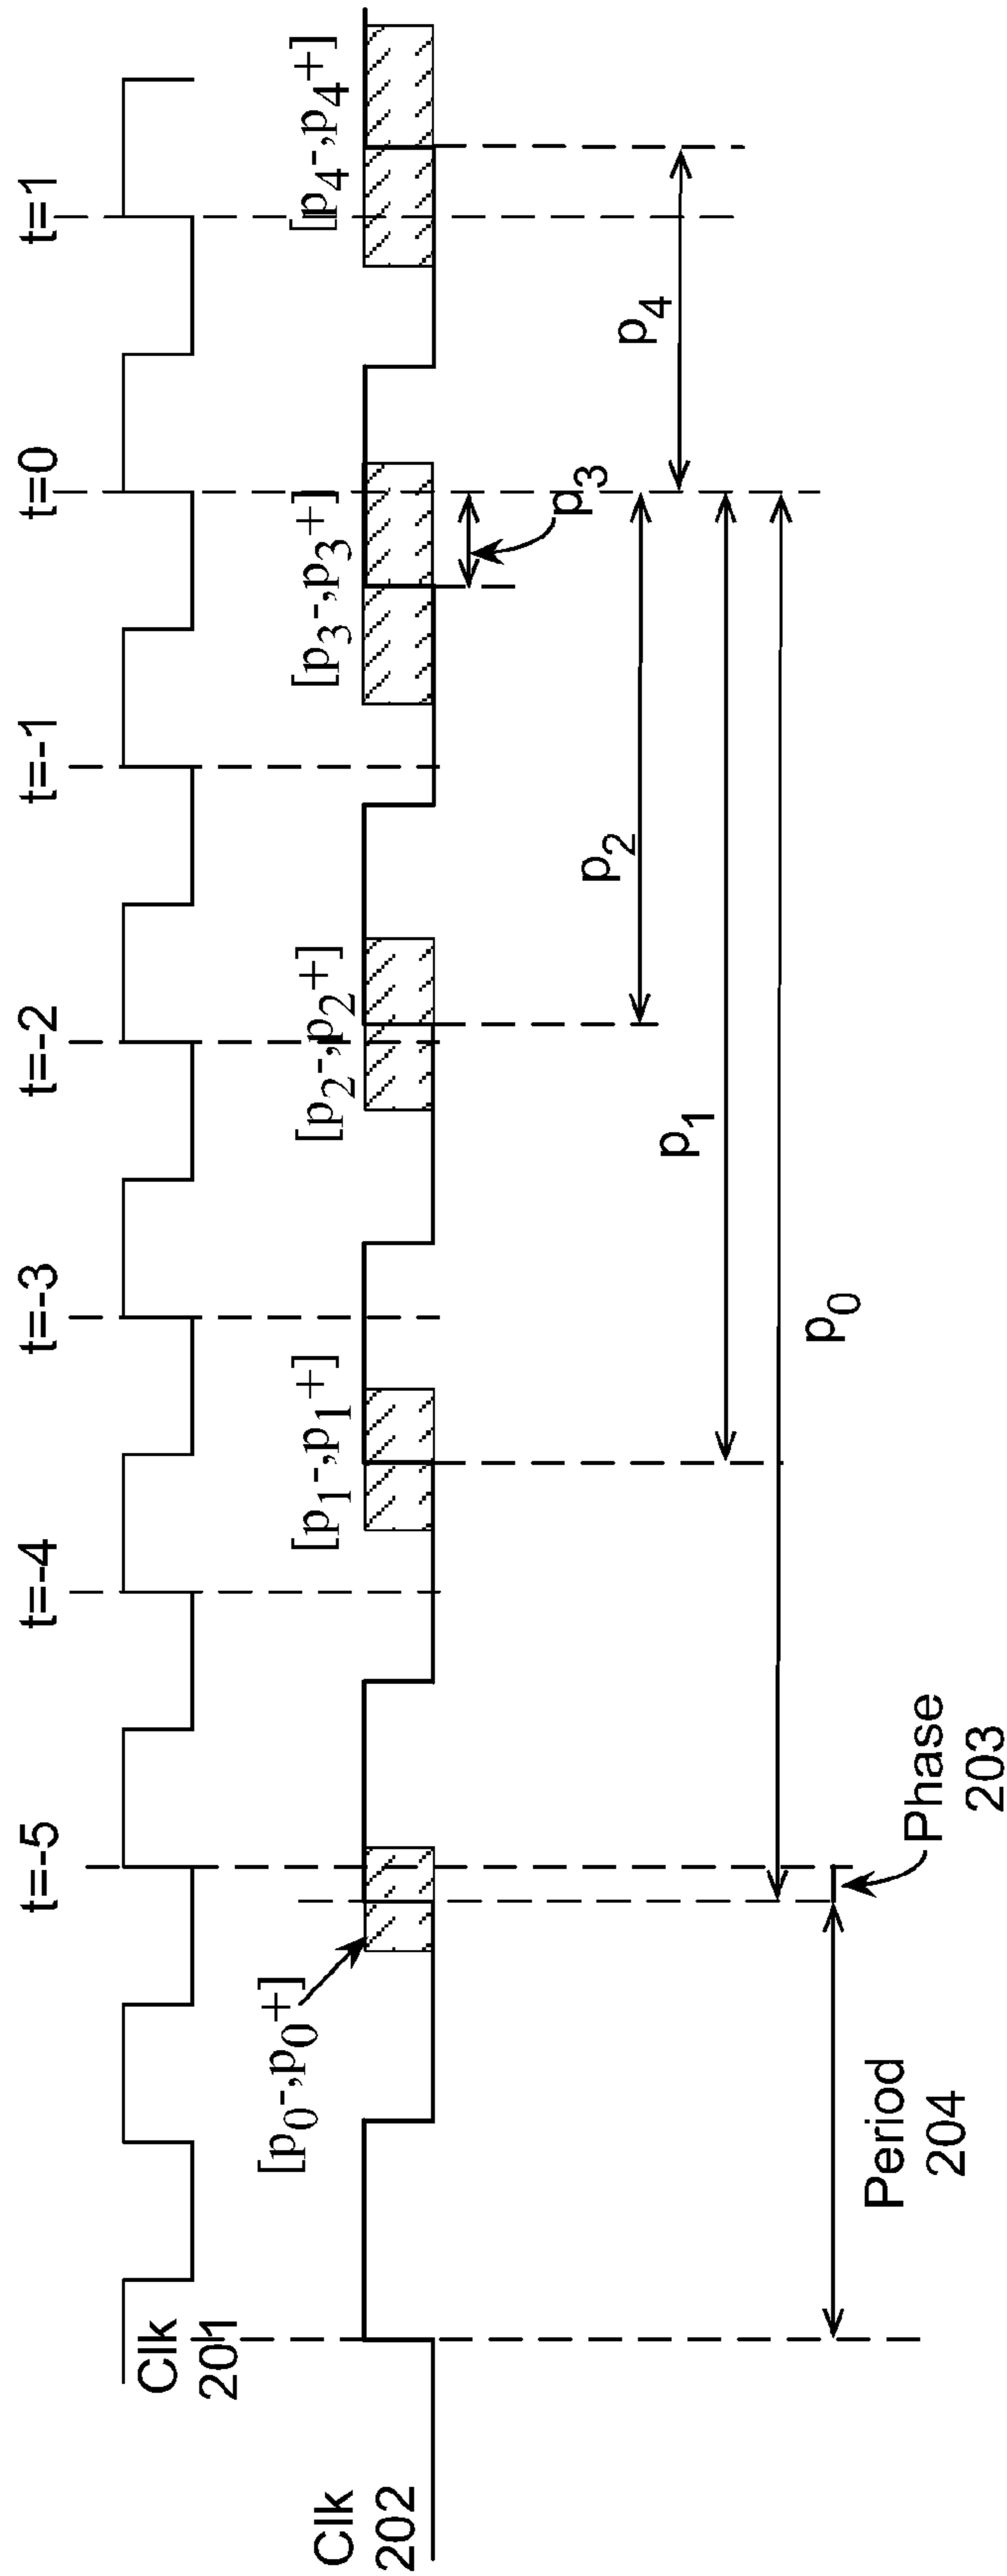 t=-5
t=-4
t=-3
t=-2
t=-1
t=0
t=1
Clk
201
[p0-,p0+]
[p1-,p1+]
[p2-,p2+]
[p3-,p3+]
[p4-,p4+]
Clk
202
p3
p2
p4
p1
p0
Period
204
Phase
203